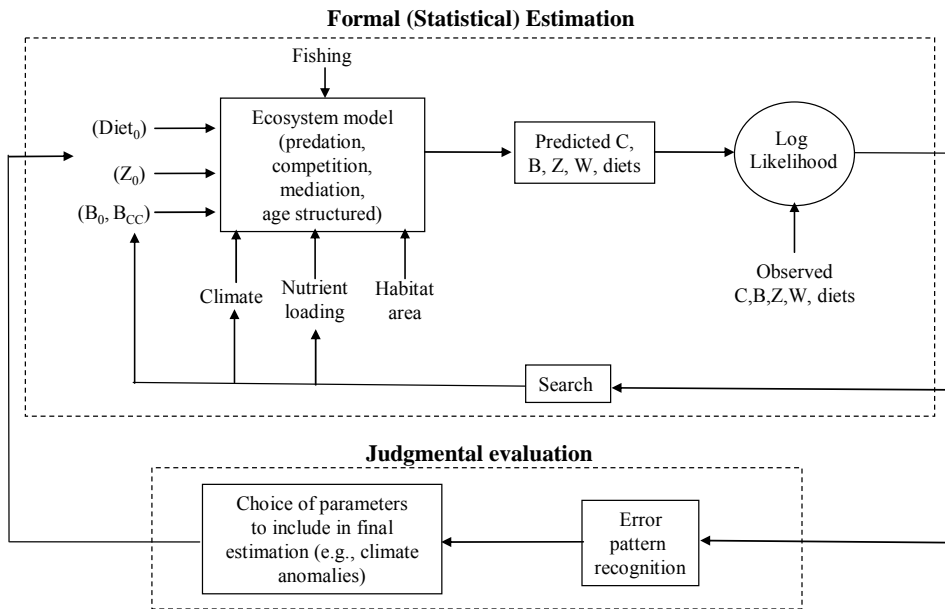 Formal (Statistical) Estimation
Fishing
(Diet₀)
(Z₀)
(B₀, B_CC)
Ecosystem model
(predation,
competition,
mediation,
age structured)
Predicted C,
B, Z, W, diets
Log
Likelihood
Climate
Nutrient
loading
Habitat
area
Observed
C,B,Z,W, diets
Search
Judgmental evaluation
Choice of parameters
to include in final
estimation (e.g., climate
anomalies)
Error
pattern
recognition